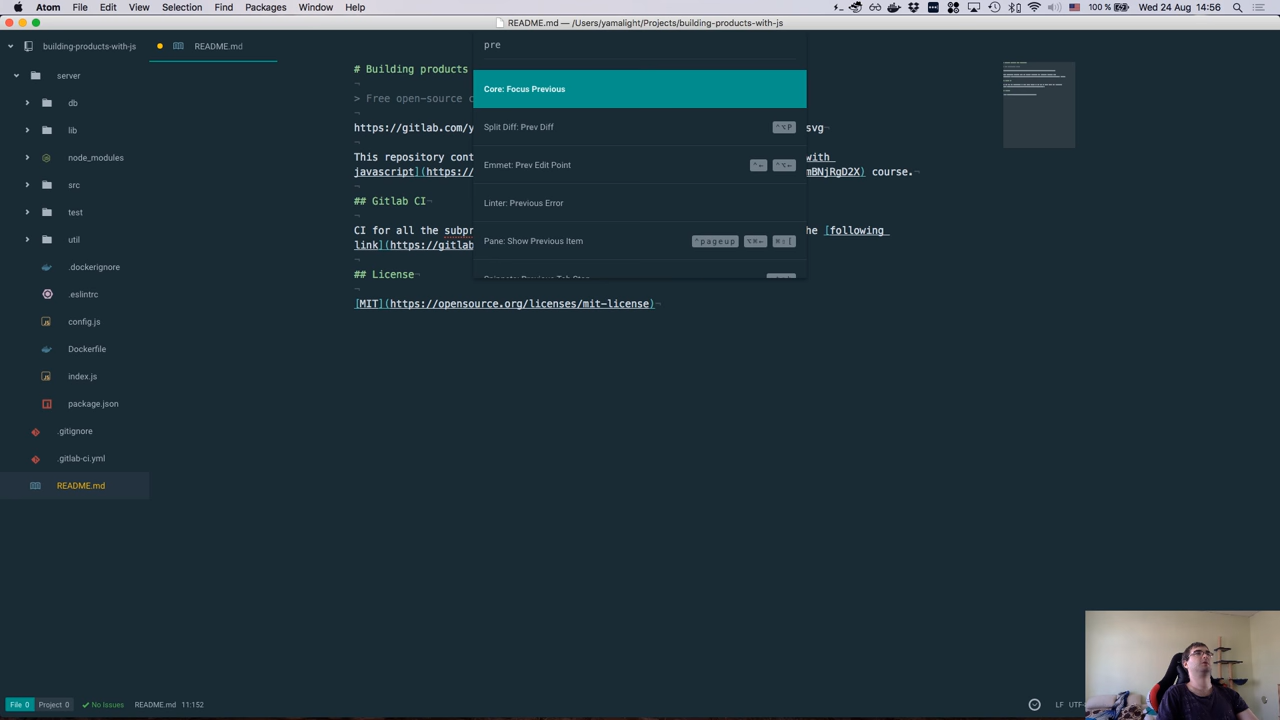 Atom File Edit View Selection Find Packages Window Help 100 % Wed 24 Aug 14:56
README.md — /Users/yamalight/Projects/building-products-with-js
building-products-with-js
README.md
server
db
lib
node_modules
src
test
util
.dockerignore
.eslintrc
config.js
Dockerfile
index.js
package.json
.gitignore
.gitlab-ci.yml
README.md
# Building products
> Free open-source c
https://gitlab.com/y svg¬
This repository cont with
javascript](https:// mBNjRgD2X) course.¬
¬
## Gitlab CI¬
¬
CI for all the subpr he [following
link](https://gitlab
¬
## License¬
¬
[MIT](https://opensource.org/licenses/mit-license)¬
pre
Core: Focus Previous
Split Diff: Prev Diff ⌃⌥P
Emmet: Prev Edit Point ⌃← ⌃⌥←
Linter: Previous Error
Pane: Show Previous Item ⌃pageup ⌥⌘← ⌘⇧[
Snippets: Previous Tab Stop
File 0 Project 0 No Issues README.md 11:152
LF UTF-